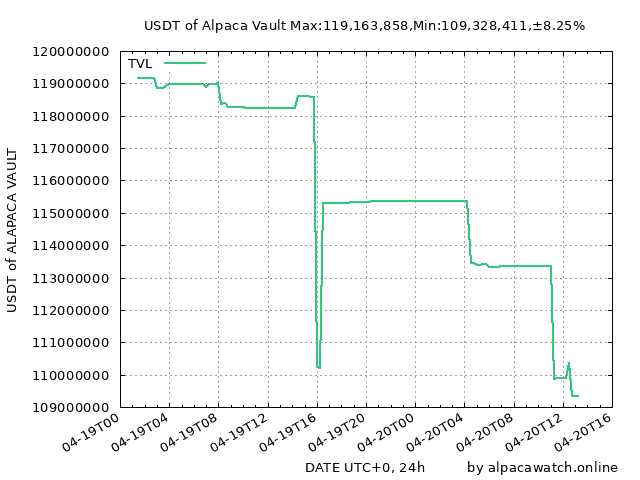 USDT of Alpaca Vault Max:119,163,858,Min:109,328,411,±8.25%
TVL
120000000
119000000
118000000
117000000
116000000
115000000
114000000
113000000
112000000
111000000
110000000
109000000
USDT of ALAPACA VAULT
04-19T00
04-19T04
04-19T08
04-19T12
04-19T16
04-19T20
04-20T00
04-20T04
04-20T08
04-20T12
04-20T16
DATE UTC+0, 24h
by alpacawatch.online